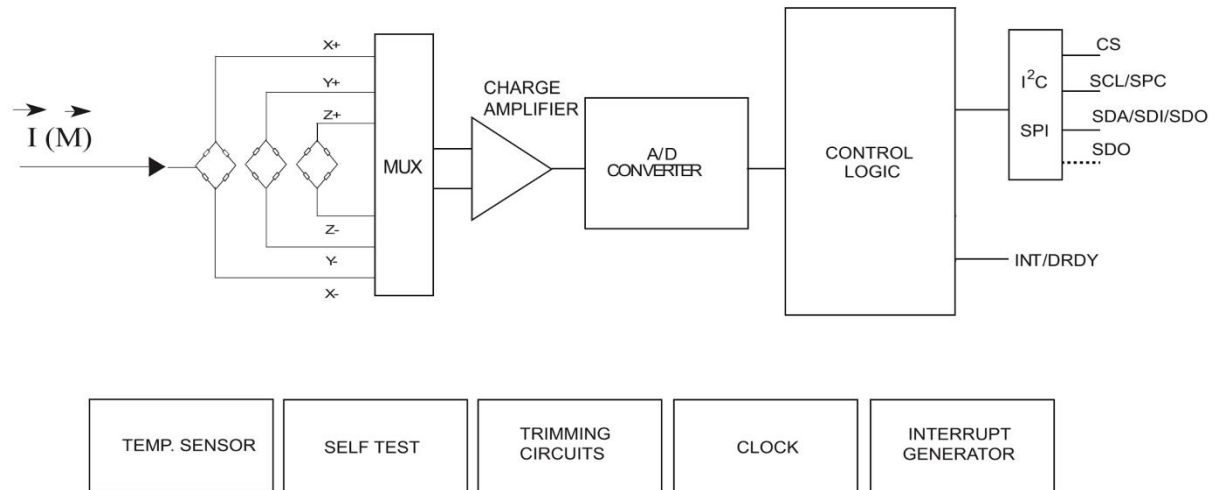 X+
Y+
Z+
I (M)
Z-
Y-
X-
MUX
CHARGE
AMPLIFIER
A/D
CONVERTER
CONTROL
LOGIC
I²C
SPI
CS
SCL/SPC
SDA/SDI/SDO
SDO
INT/DRDY
TEMP. SENSOR
SELF TEST
TRIMMING
CIRCUITS
CLOCK
INTERRUPT
GENERATOR